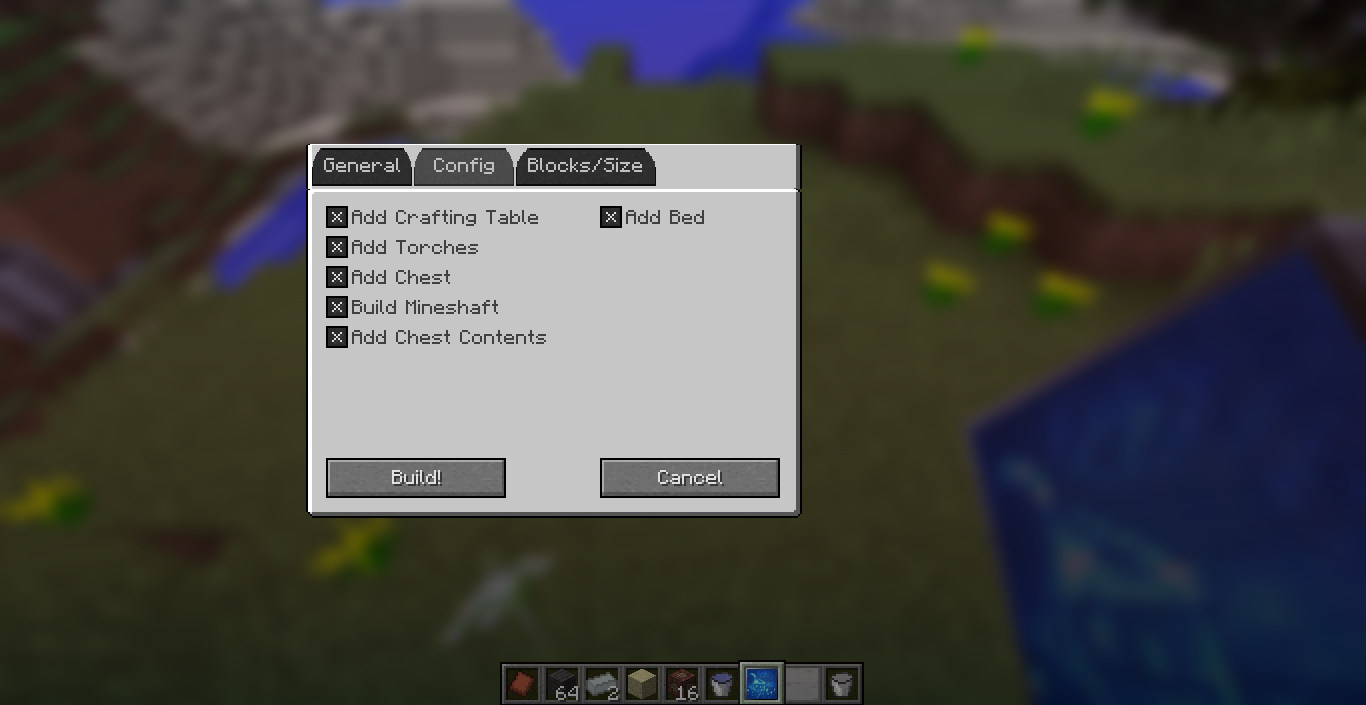 General Config Blocks/Size
Add Crafting Table Add Bed
Add Torches
Add Chest
Build Mineshaft
Add Chest Contents
Build! Cancel
64 2 16